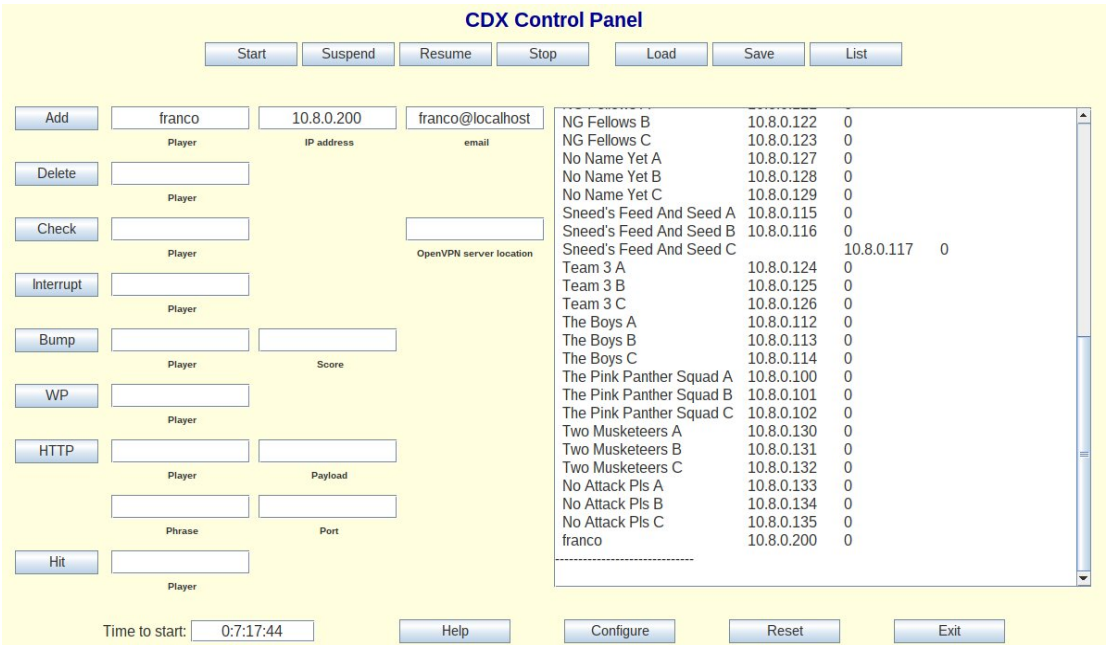 CDX Control Panel
Start Suspend Resume Stop Load Save List
Add franco 10.8.0.200 franco@localhost
Player IP address email
Delete
Player
Check
Player OpenVPN server location
Interrupt
Player
Bump
Player Score
WP
Player
HTTP
Player Payload
Phrase Port
Hit
Player
NG Fellows B 10.8.0.122 0
NG Fellows C 10.8.0.123 0
No Name Yet A 10.8.0.127 0
No Name Yet B 10.8.0.128 0
No Name Yet C 10.8.0.129 0
Sneed's Feed And Seed A 10.8.0.115 0
Sneed's Feed And Seed B 10.8.0.116 0
Sneed's Feed And Seed C 10.8.0.117 0
Team 3 A 10.8.0.124 0
Team 3 B 10.8.0.125 0
Team 3 C 10.8.0.126 0
The Boys A 10.8.0.112 0
The Boys B 10.8.0.113 0
The Boys C 10.8.0.114 0
The Pink Panther Squad A 10.8.0.100 0
The Pink Panther Squad B 10.8.0.101 0
The Pink Panther Squad C 10.8.0.102 0
Two Musketeers A 10.8.0.130 0
Two Musketeers B 10.8.0.131 0
Two Musketeers C 10.8.0.132 0
No Attack Pls A 10.8.0.133 0
No Attack Pls B 10.8.0.134 0
No Attack Pls C 10.8.0.135 0
franco 10.8.0.200 0
------------------------------
Time to start: 0:7:17:44 Help Configure Reset Exit